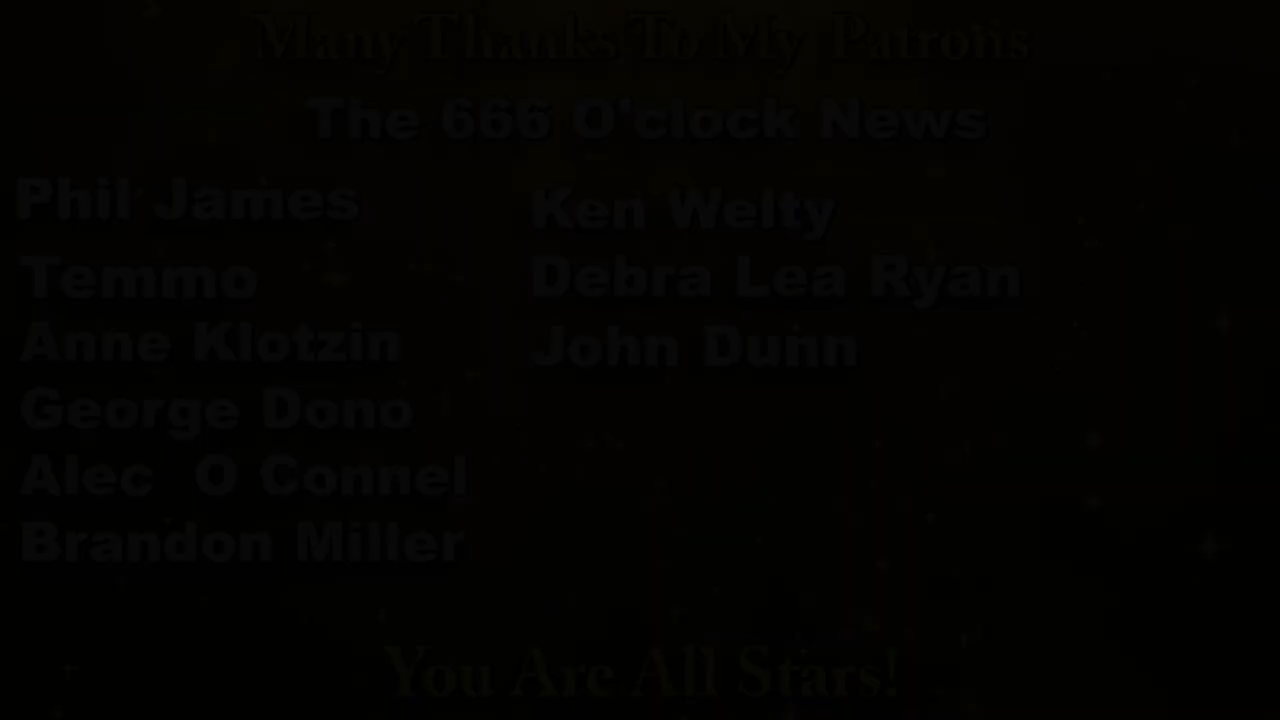 Many Thanks To My Patrons
The 666 O'clock News
Phil James
Temmo
Anne Klotzin
George Dono
Alec O Connel
Brandon Miller
Ken Welty
Debra Lea Ryan
John Dunn
You Are All Stars!